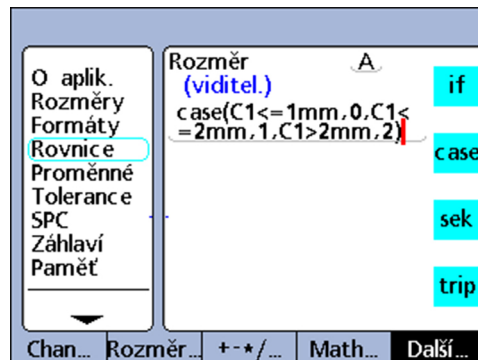 O aplik.
Rozměry
Formáty
Rovnice
Proměnné
Tolerance
SPC
Záhlaví
Paměť
Rozměr A
(viditel.)
case(C1<=1mm,0,C1<
=2mm,1,C1>2mm,2)
if
case
sek
trip
Chan... Rozměr... +-*/... Math... Další...